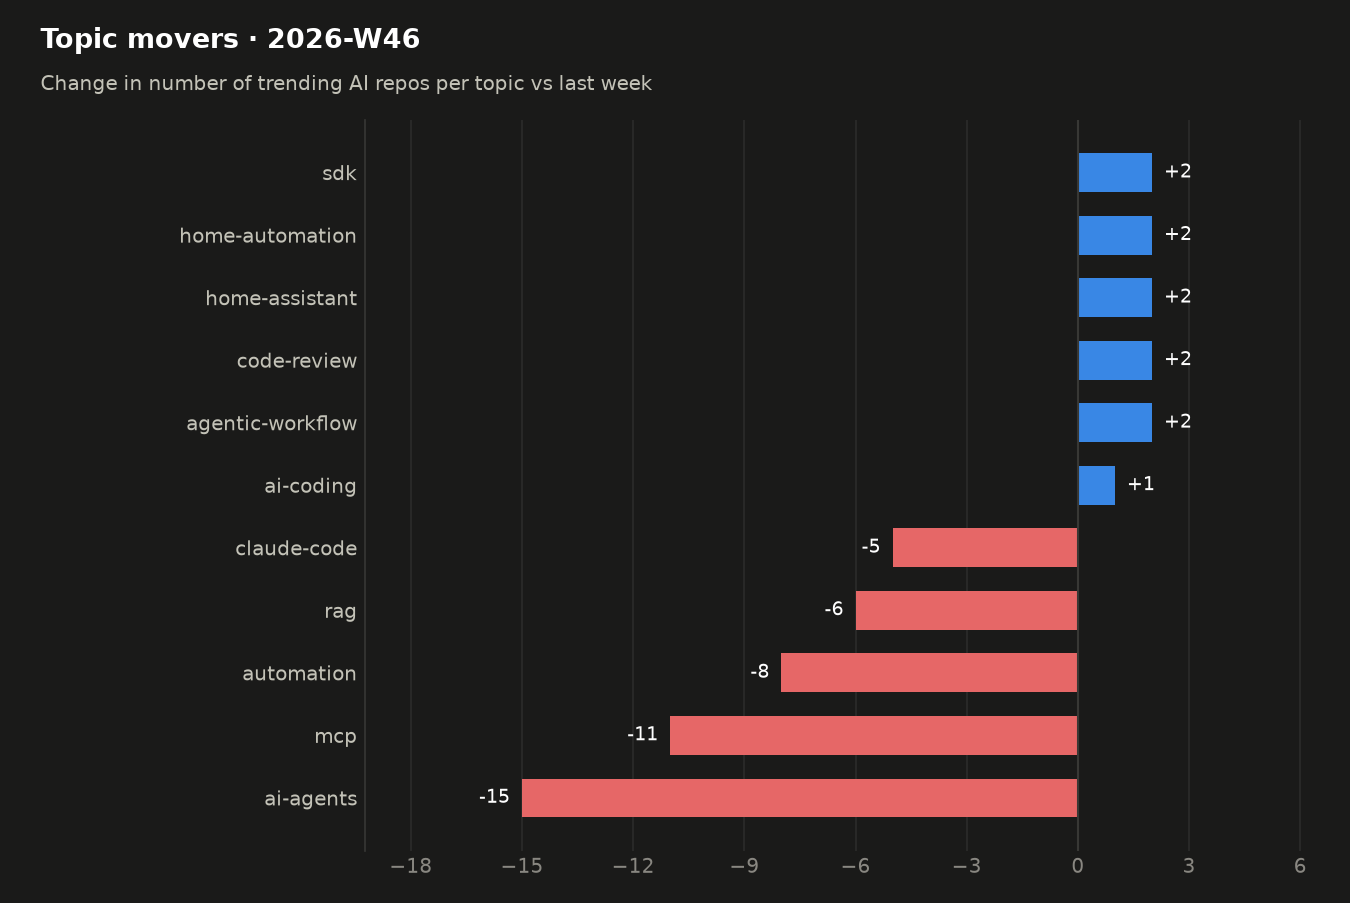 Topic movers · 2026-W46
Change in number of trending AI repos per topic vs last week
sdk +2
home-automation +2
home-assistant +2
code-review +2
agentic-workflow +2
ai-coding +1
claude-code -5
rag -6
automation -8
mcp -11
ai-agents -15
−18 −15 −12 −9 −6 −3 0 3 6